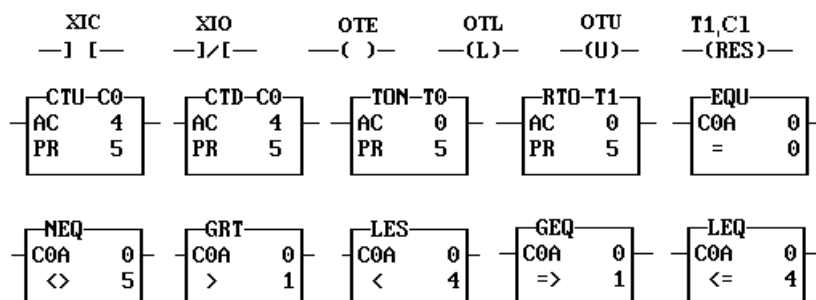 XIC XIO OTE OTL OTU T1,C1
—] [— —]/[— —( )— —(L)— —(U)— —(RES)—
CTU-C0 CTD-C0 TON-T0 RTO-T1 EQU
AC 4 AC 4 AC 0 AC 0 C0A 0
PR 5 PR 5 PR 5 PR 5 = 0
NEQ GRT LES GEQ LEQ
C0A 0 C0A 0 C0A 0 C0A 0 C0A 0
<> 5 > 1 < 4 => 1 <= 4